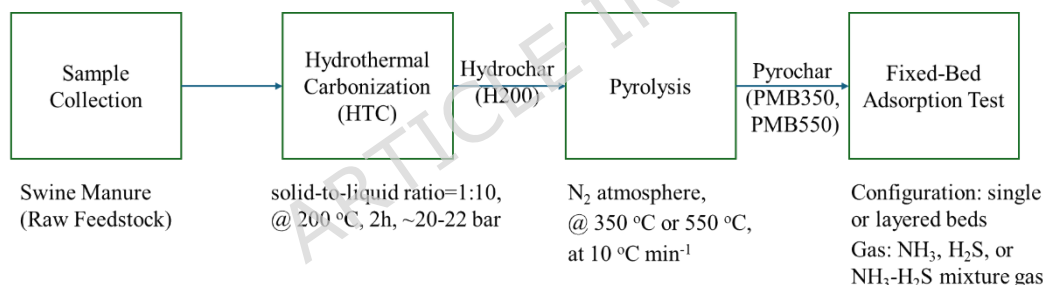 Sample
Collection
Hydrothermal
Carbonization
(HTC)
Hydrochar
(H200)
Pyrolysis
Pyrochar
(PMB350,
PMB550)
Fixed-Bed
Adsorption Test
Swine Manure
(Raw Feedstock)
solid-to-liquid ratio=1:10,
@ 200 °C, 2h, ~20-22 bar
N₂ atmosphere,
@ 350 °C or 550 °C,
at 10 °C min⁻¹
Configuration: single
or layered beds
Gas: NH₃, H₂S, or
NH₃-H₂S mixture gas
ARTICLE IN